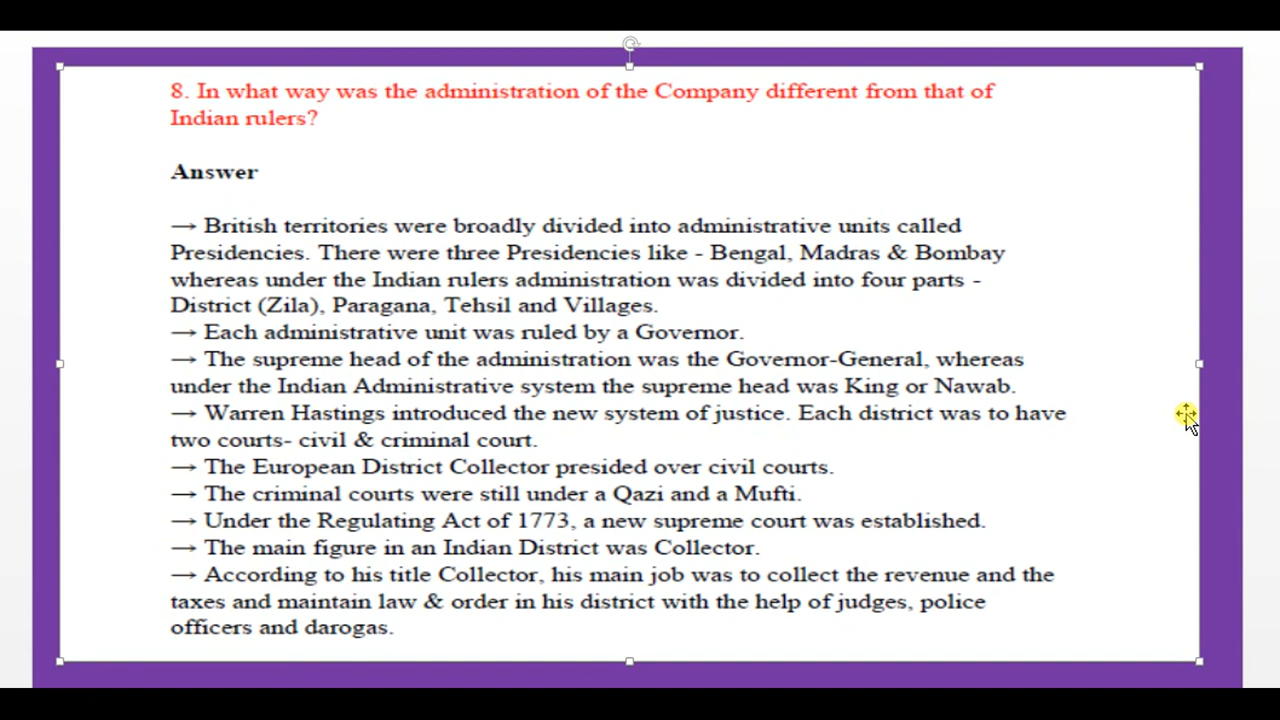 8. In what way was the administration of the Company different from that of
Indian rulers?
Answer
→ British territories were broadly divided into administrative units called
Presidencies. There were three Presidencies like - Bengal, Madras & Bombay
whereas under the Indian rulers administration was divided into four parts -
District (Zila), Paragana, Tehsil and Villages.
→ Each administrative unit was ruled by a Governor.
→ The supreme head of the administration was the Governor-General, whereas
under the Indian Administrative system the supreme head was King or Nawab.
→ Warren Hastings introduced the new system of justice. Each district was to have
two courts- civil & criminal court.
→ The European District Collector presided over civil courts.
→ The criminal courts were still under a Qazi and a Mufti.
→ Under the Regulating Act of 1773, a new supreme court was established.
→ The main figure in an Indian District was Collector.
→ According to his title Collector, his main job was to collect the revenue and the
taxes and maintain law & order in his district with the help of judges, police
officers and darogas.